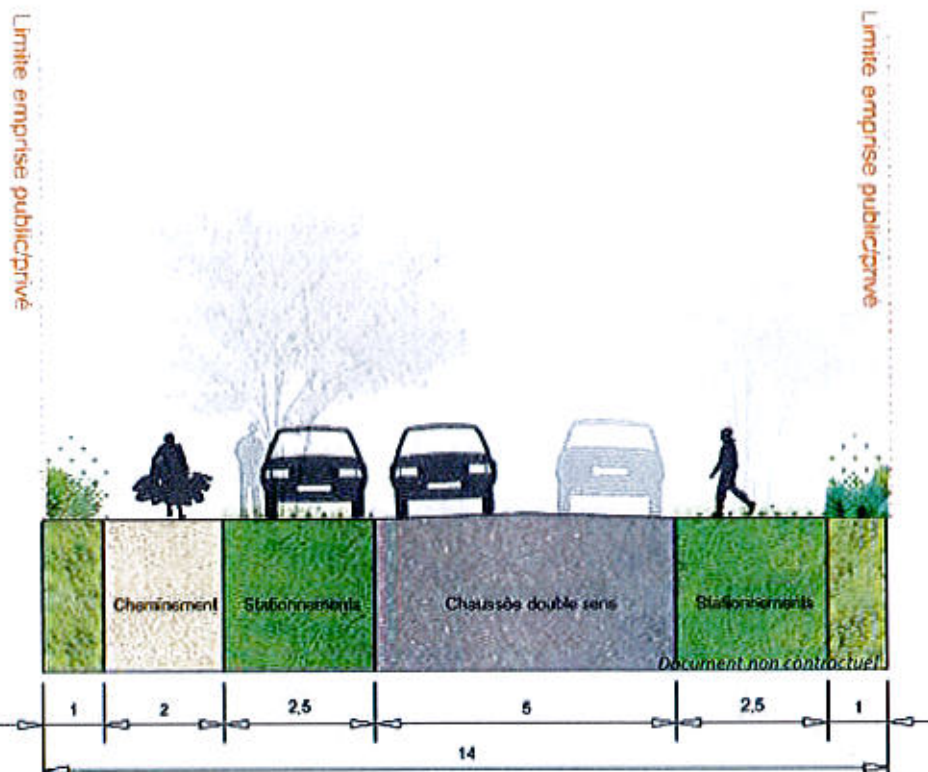 Limite emprise public/privé
Limite emprise public/privé
Cheminement
Stationnements
Chaussée double sens
Stationnements
Document non contractuel
1
2
2,5
5
2,5
1
14